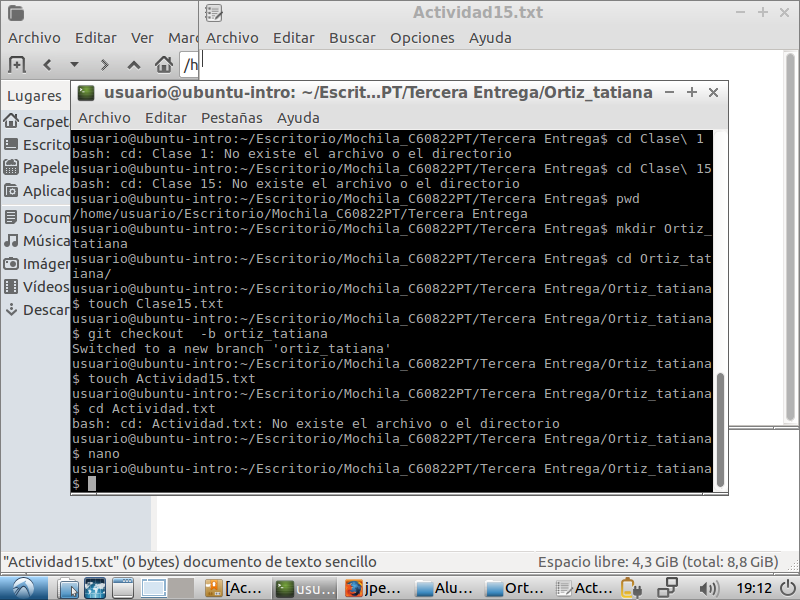 Actividad15.txt
Archivo Editar Ver Marc
Archivo Editar Buscar Opciones Ayuda
/h
Lugares
Carpet
Escrito
Papele
Aplicac
Docum
Música
Imáger
Vídeos
Descar
usuario@ubuntu-intro: ~/Escrit...PT/Tercera Entrega/Ortiz_tatiana
Archivo Editar Pestañas Ayuda
usuario@ubuntu-intro:~/Escritorio/Mochila_C60822PT/Tercera Entrega$ cd Clase\ 1
bash: cd: Clase 1: No existe el archivo o el directorio
usuario@ubuntu-intro:~/Escritorio/Mochila_C60822PT/Tercera Entrega$ cd Clase\ 15
bash: cd: Clase 15: No existe el archivo o el directorio
usuario@ubuntu-intro:~/Escritorio/Mochila_C60822PT/Tercera Entrega$ pwd
/home/usuario/Escritorio/Mochila_C60822PT/Tercera Entrega
usuario@ubuntu-intro:~/Escritorio/Mochila_C60822PT/Tercera Entrega$ mkdir Ortiz_
tatiana
usuario@ubuntu-intro:~/Escritorio/Mochila_C60822PT/Tercera Entrega$ cd Ortiz_tat
iana/
usuario@ubuntu-intro:~/Escritorio/Mochila_C60822PT/Tercera Entrega/Ortiz_tatiana
$ touch Clase15.txt
usuario@ubuntu-intro:~/Escritorio/Mochila_C60822PT/Tercera Entrega/Ortiz_tatiana
$ git checkout  -b ortiz_tatiana
Switched to a new branch 'ortiz_tatiana'
usuario@ubuntu-intro:~/Escritorio/Mochila_C60822PT/Tercera Entrega/Ortiz_tatiana
$ touch Actividad15.txt
usuario@ubuntu-intro:~/Escritorio/Mochila_C60822PT/Tercera Entrega/Ortiz_tatiana
$ cd Actividad.txt
bash: cd: Actividad.txt: No existe el archivo o el directorio
usuario@ubuntu-intro:~/Escritorio/Mochila_C60822PT/Tercera Entrega/Ortiz_tatiana
$ nano
usuario@ubuntu-intro:~/Escritorio/Mochila_C60822PT/Tercera Entrega/Ortiz_tatiana
$
"Actividad15.txt" (0 bytes) documento de texto sencillo Espacio libre: 4,3 GiB (total: 8,8 GiB)
[Ac... usu... jpe... Alu... Ort... Act... 19:12